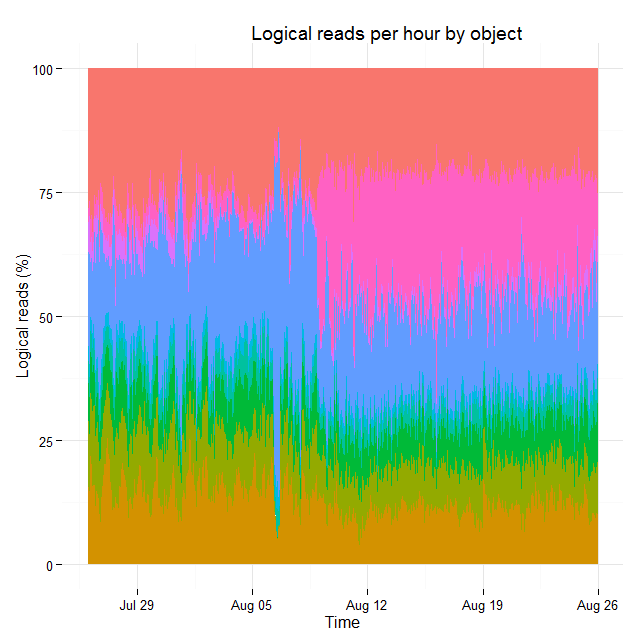 Logical reads per hour by object
Logical reads (%)
100
75
50
25
0
Jul 29 Aug 05 Aug 12 Aug 19 Aug 26
Time